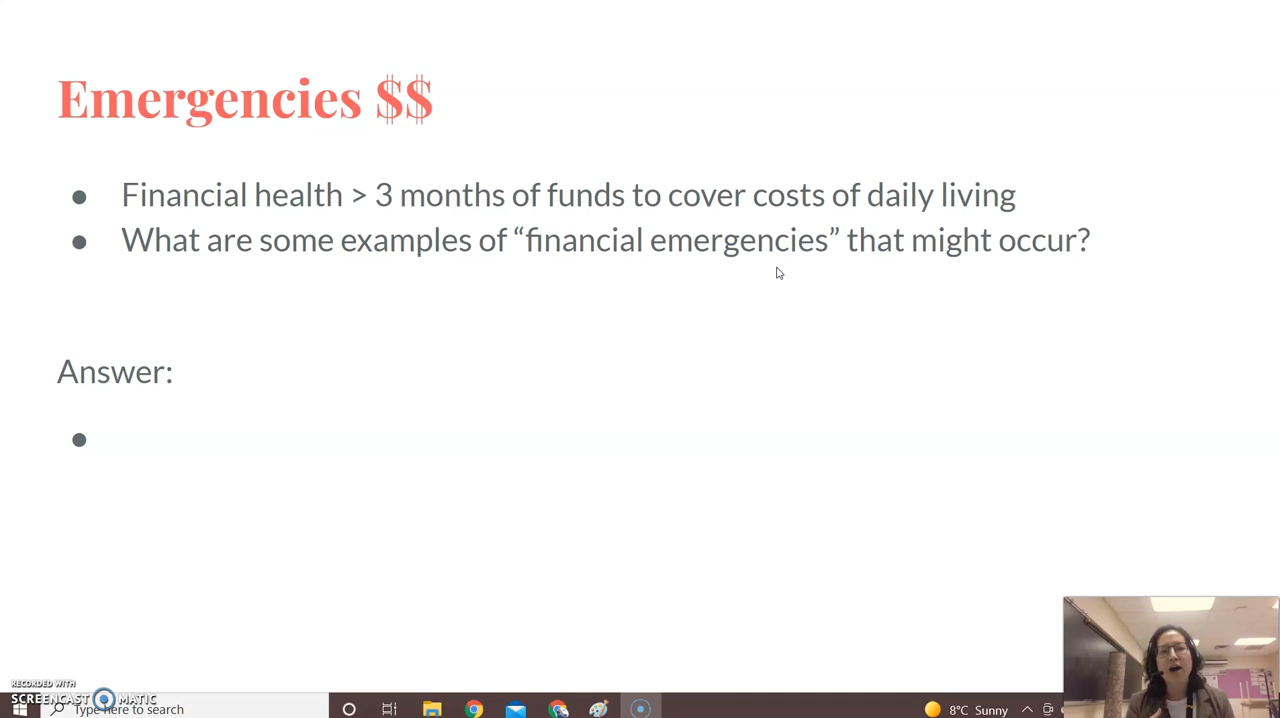 Emergencies $$
● Financial health > 3 months of funds to cover costs of daily living
● What are some examples of “financial emergencies” that might occur?
Answer:
●
RECORDED WITH
SCREENCAST MATIC
Type here to search
8°C Sunny